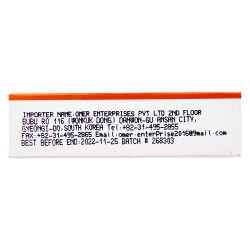 IMPORTER NAME:OMER ENTERPRISES PVT LTD 2ND FLOOR
BUBU RO 116 (WONKUK DONG) DANWON-GU ANSAN CITY,
GYEONGI-DO,SOUTH KOREA Tel:+82-31-495-2855
FAX:+82-31-495-2865 Email:omer.enterprise2016@gmail.com
BEST BEFORE END:2022-11-25 BATCH # 268303